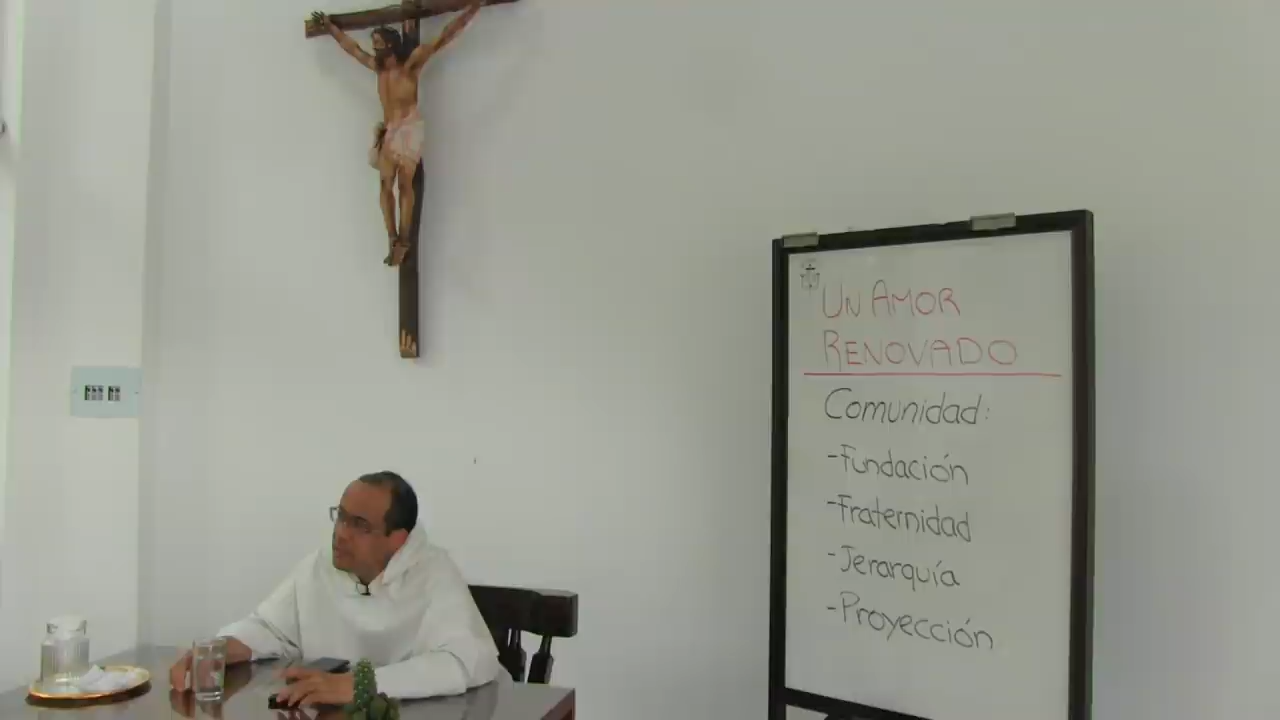 UN AMOR
RENOVADO
Comunidad:
-Fundación
-Fraternidad
-Jerarquía
-Proyección